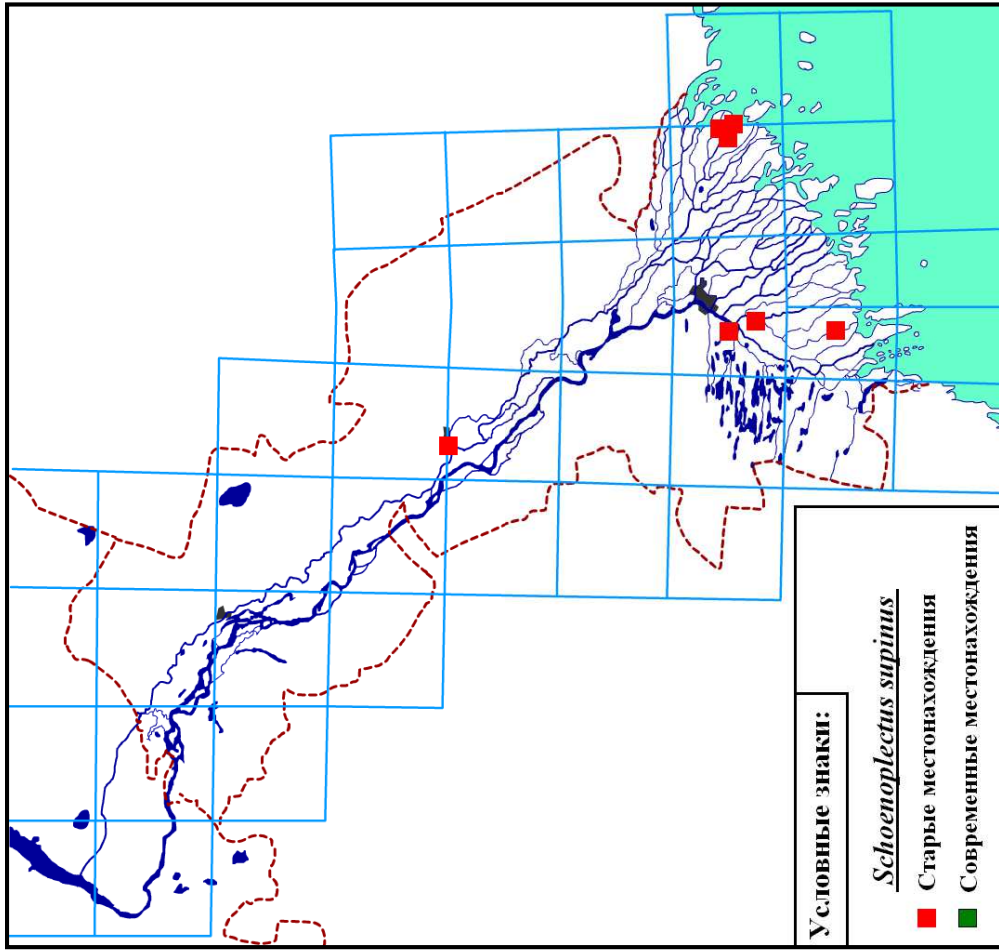 Условные знаки:
Schoenoplectus supinus
Старые местонахождения
Современные местонахождения